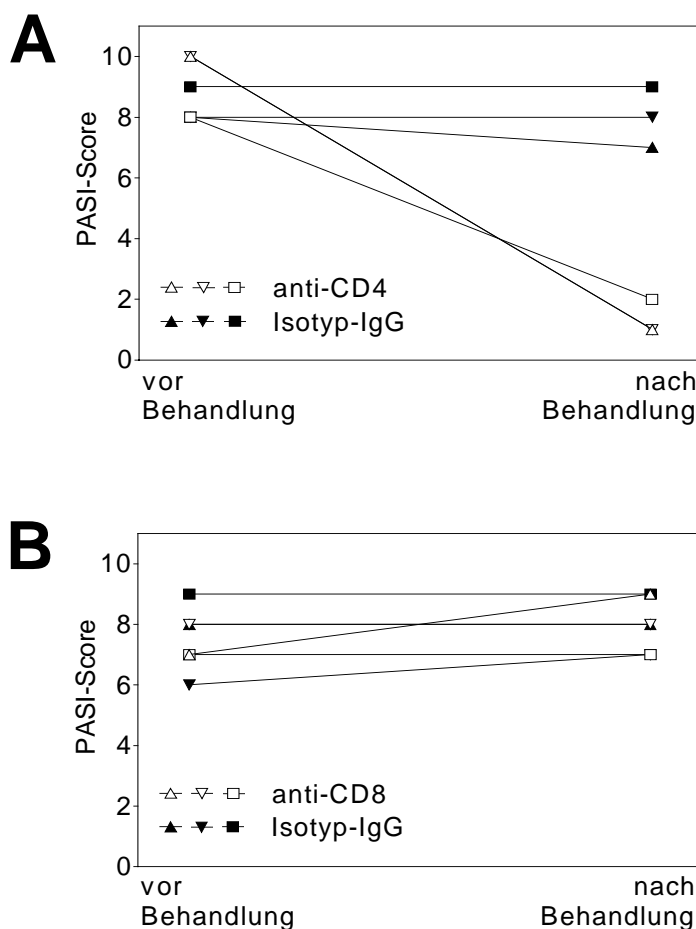 A
PASI-Score
10
8
6
4
2
0
anti-CD4
Isotyp-IgG
vor
Behandlung
nach
Behandlung
B
PASI-Score
10
8
6
4
2
0
anti-CD8
Isotyp-IgG
vor
Behandlung
nach
Behandlung